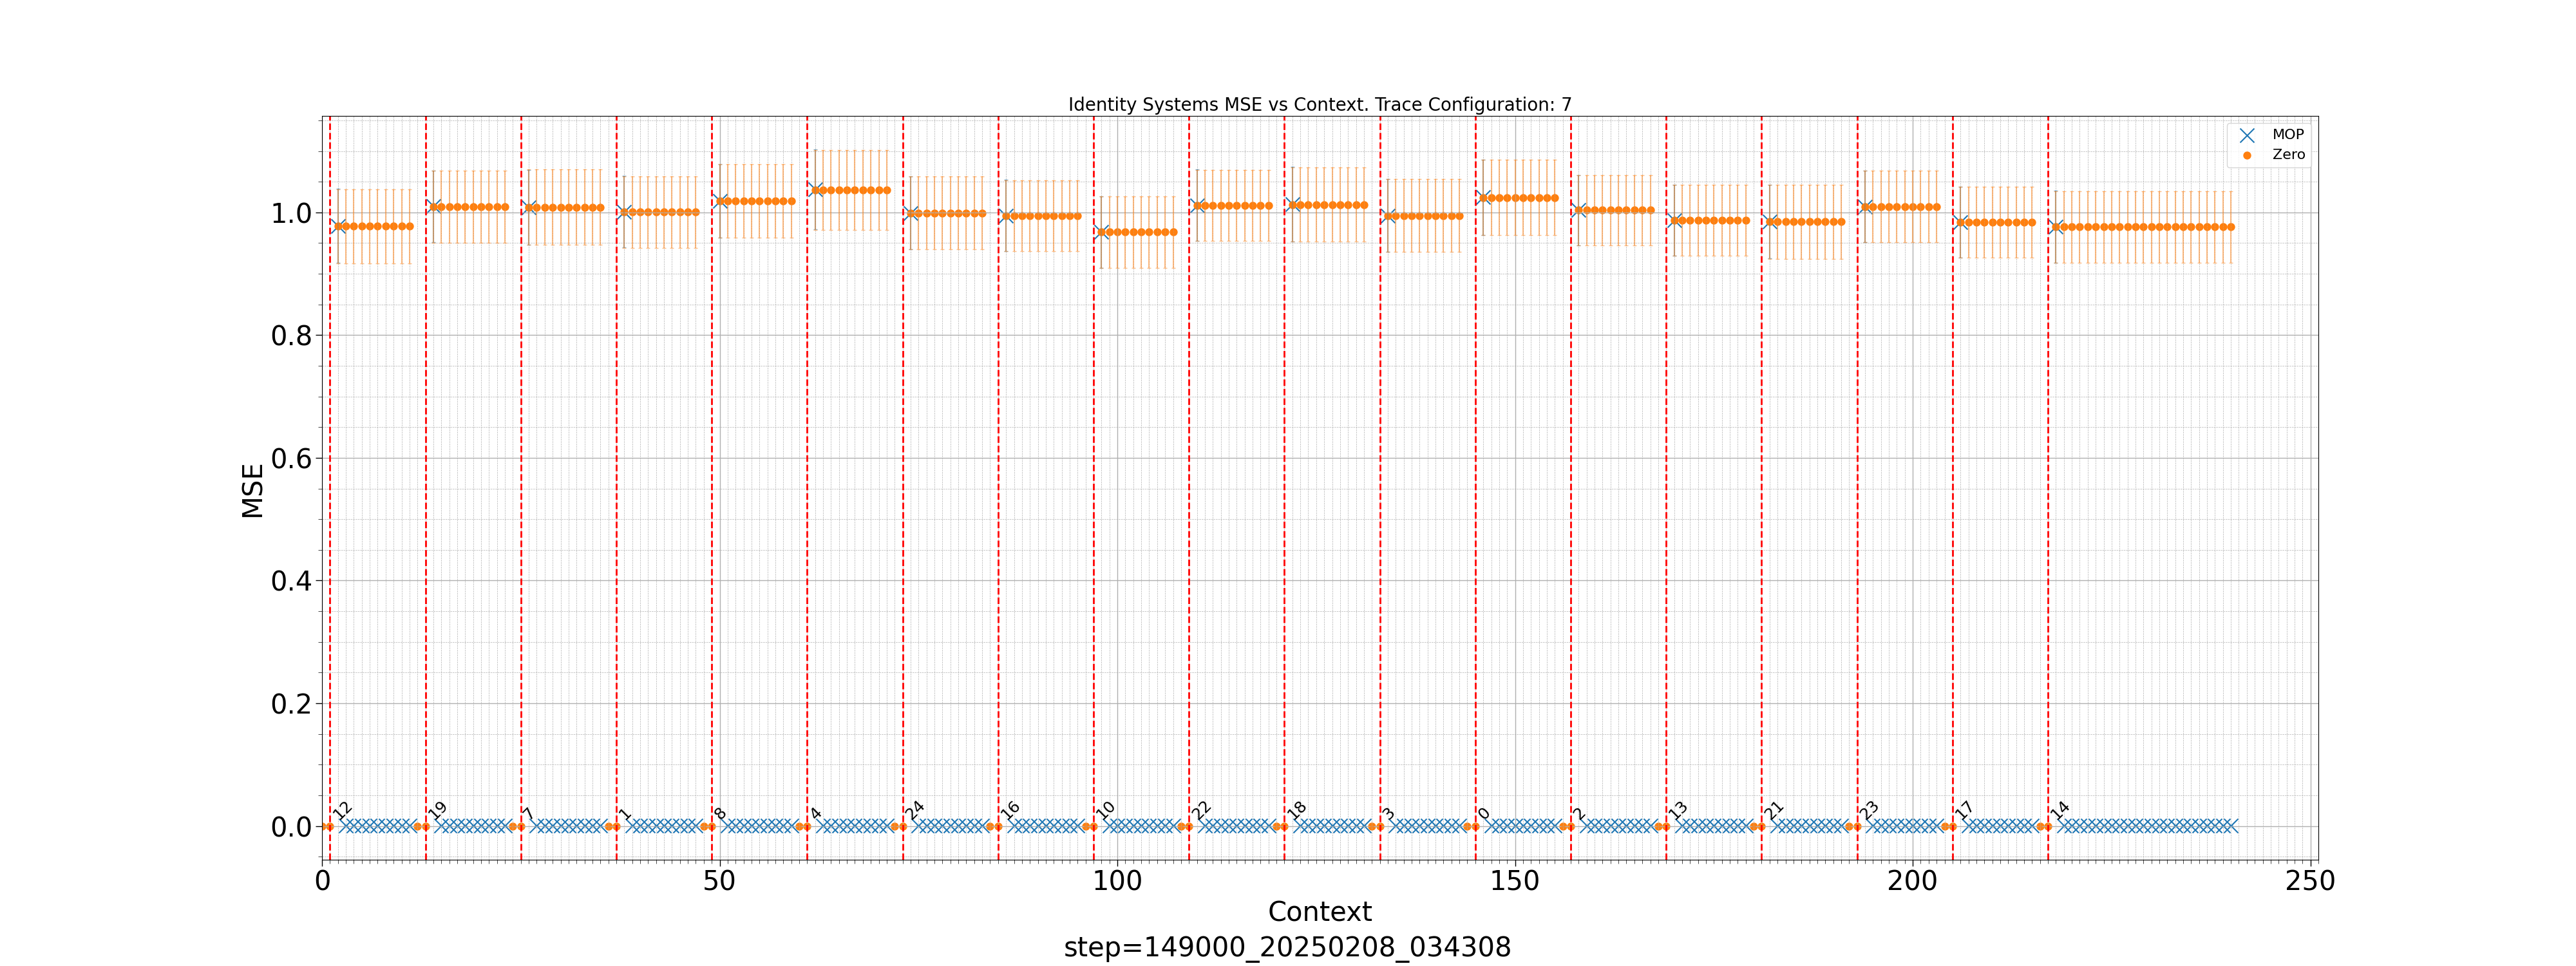 Identity Systems MSE vs Context. Trace Configuration: 7
MOP
Zero
1.0
0.8
0.6
0.4
0.2
0.0
MSE
12 19 7 1 8 4 24 16 10 22 18 3 0 2 13 21 23 17 14
0 50 100 150 200 250
Context
step=149000_20250208_034308